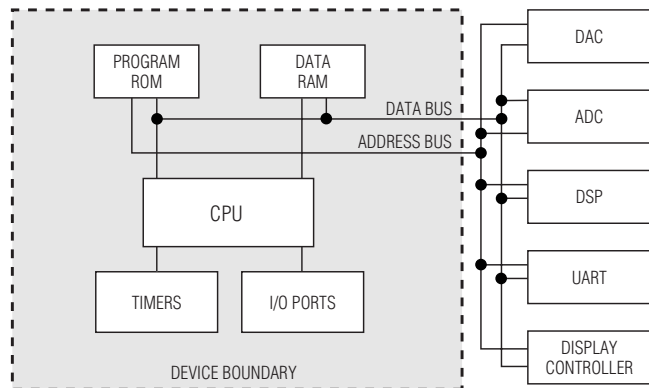 PROGRAM
ROM
DATA
RAM
DATA BUS
ADDRESS BUS
CPU
TIMERS
I/O PORTS
DEVICE BOUNDARY
DAC
ADC
DSP
UART
DISPLAY
CONTROLLER